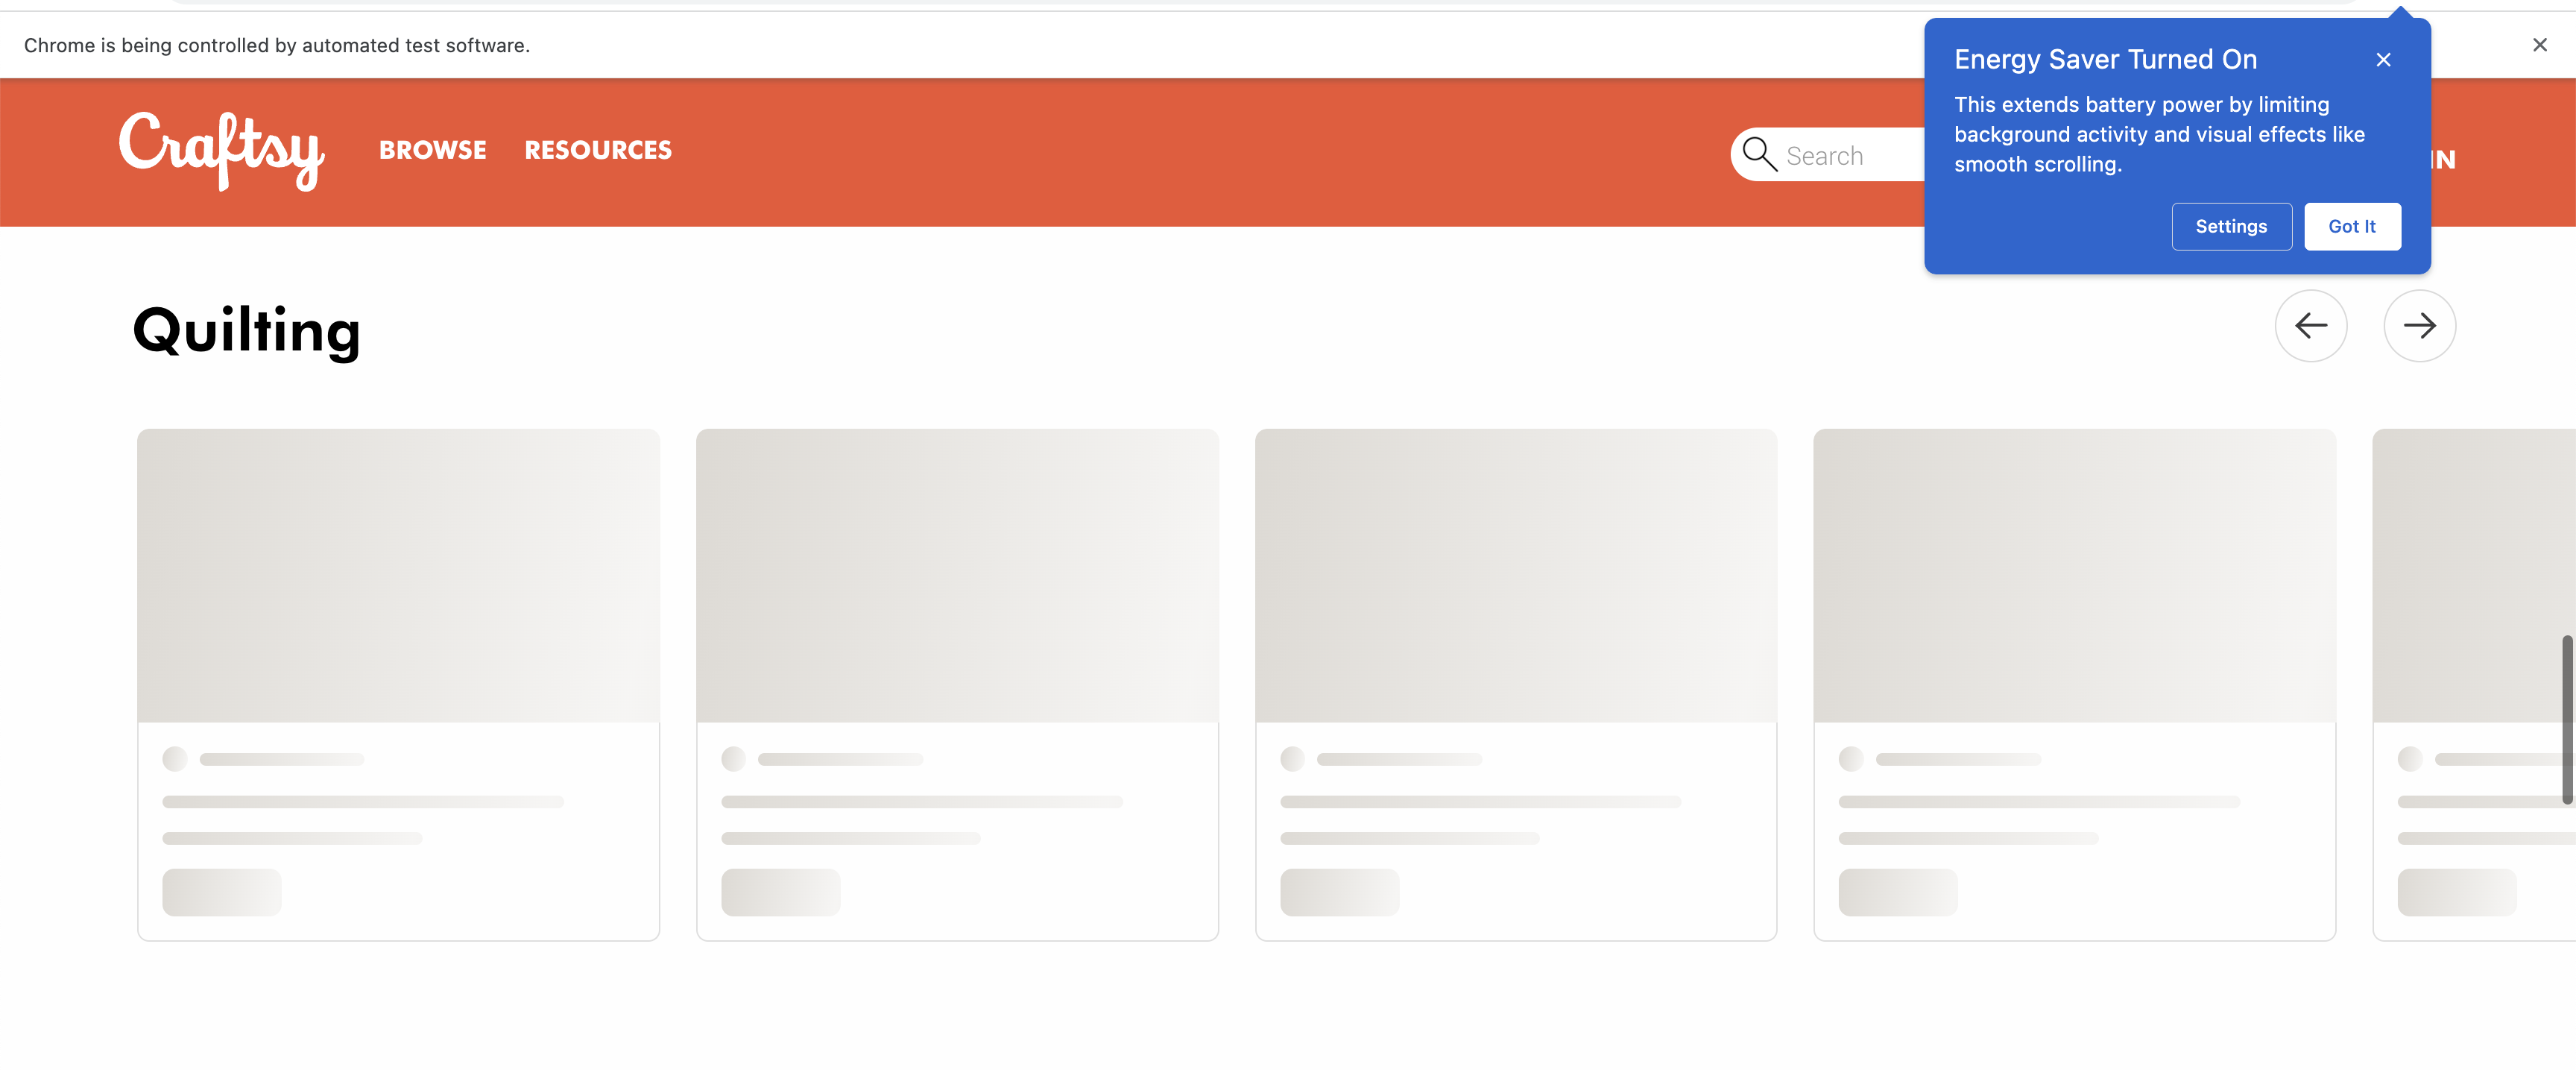 Chrome is being controlled by automated test software.
Energy Saver Turned On
This extends battery power by limiting
background activity and visual effects like
smooth scrolling.
Settings
Got It
Craftsy
BROWSE
RESOURCES
Search
IN
Quilting